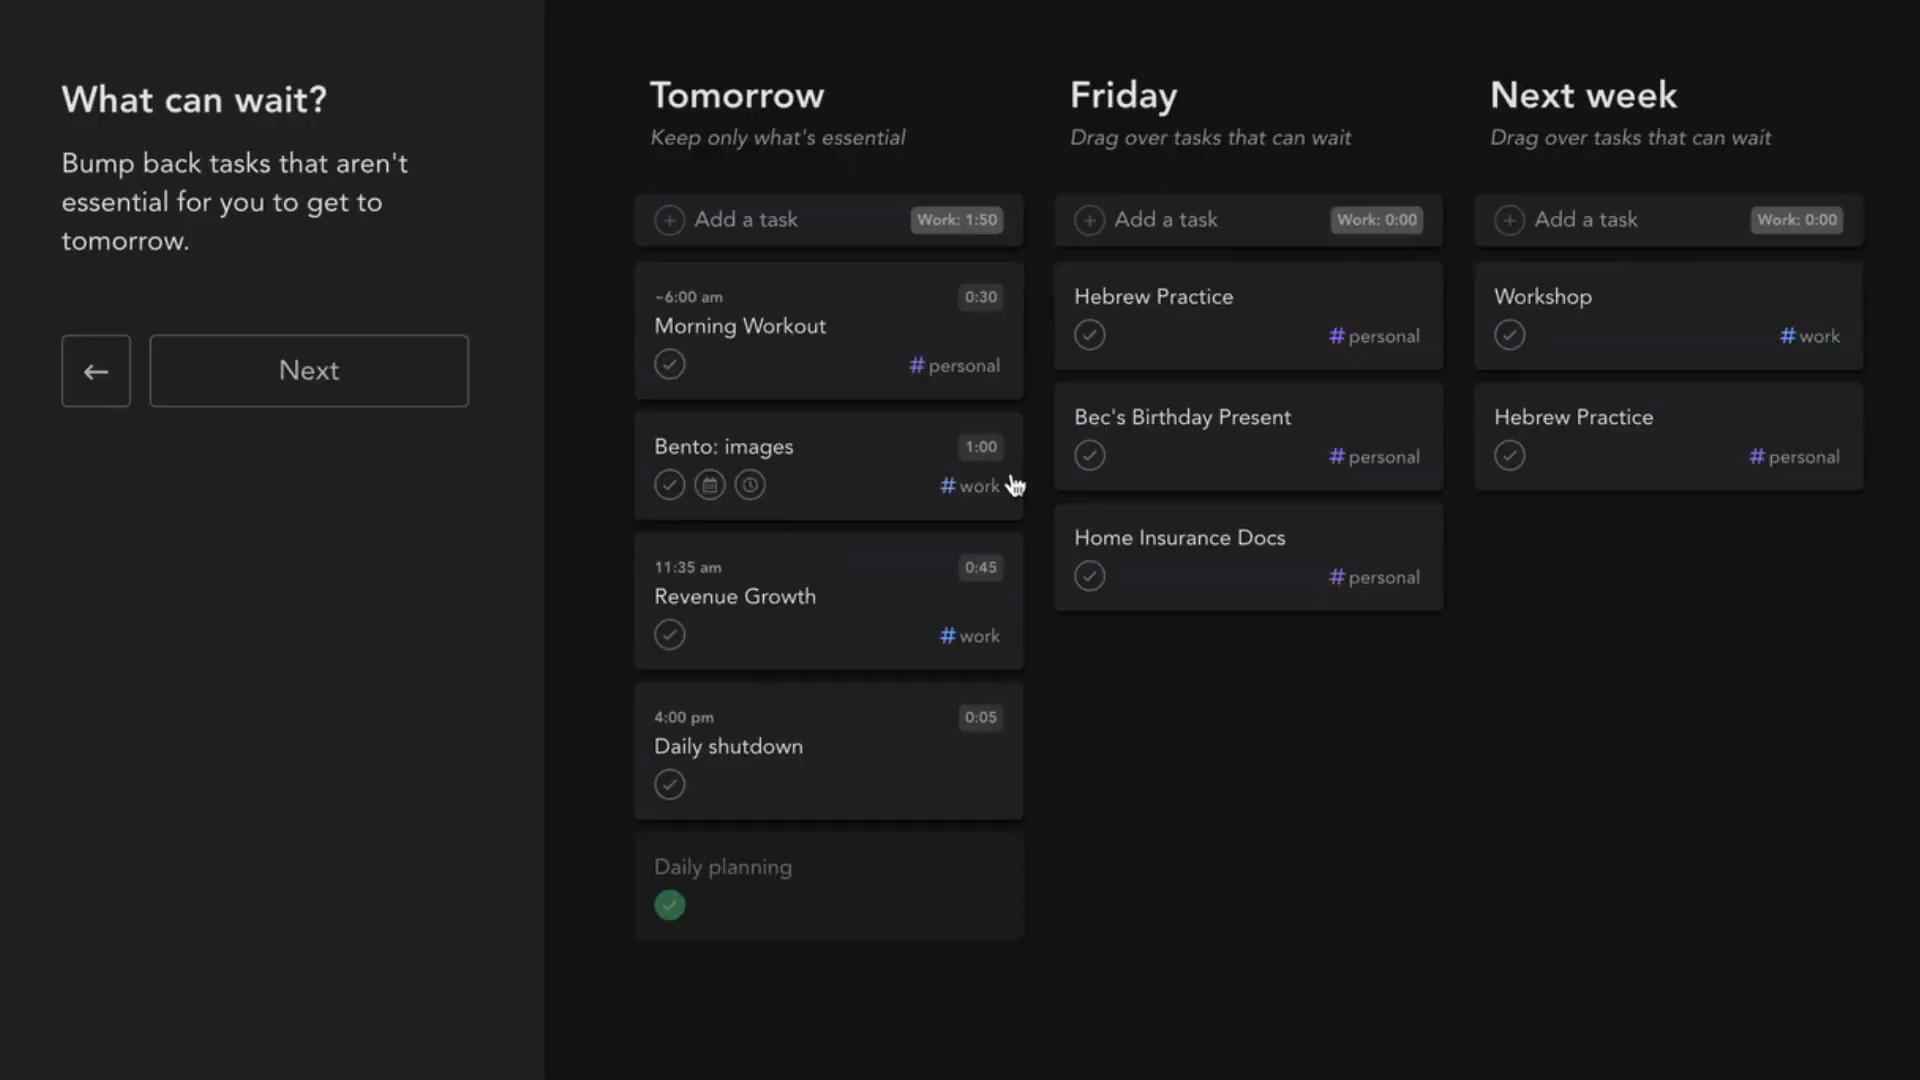 What can wait?
Bump back tasks that aren't
essential for you to get to
tomorrow.
Next
Tomorrow
Keep only what's essential
Add a task
Work: 1:50
~6:00 am
0:30
Morning Workout
# personal
Bento: images
1:00
# work
11:35 am
0:45
Revenue Growth
# work
4:00 pm
0:05
Daily shutdown
Daily planning
Friday
Drag over tasks that can wait
Add a task
Work: 0:00
Hebrew Practice
# personal
Bec's Birthday Present
# personal
Home Insurance Docs
# personal
Next week
Drag over tasks that can wait
Add a task
Work: 0:00
Workshop
# work
Hebrew Practice
# personal